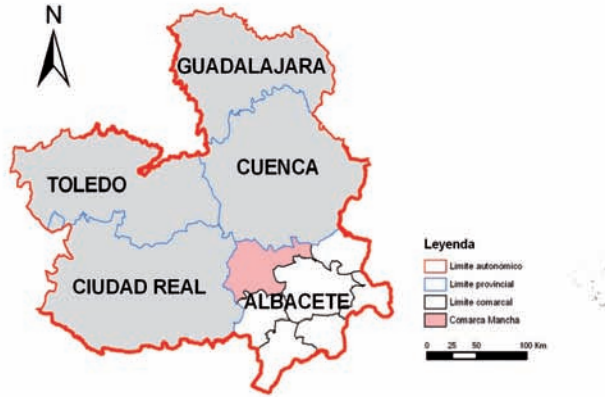 N
GUADALAJARA
CUENCA
TOLEDO
CIUDAD REAL
ALBACETE
Leyenda
Límite autonómico
Límite provincial
Límite comarcal
Comarca Mancha
0 25 50 100 Km